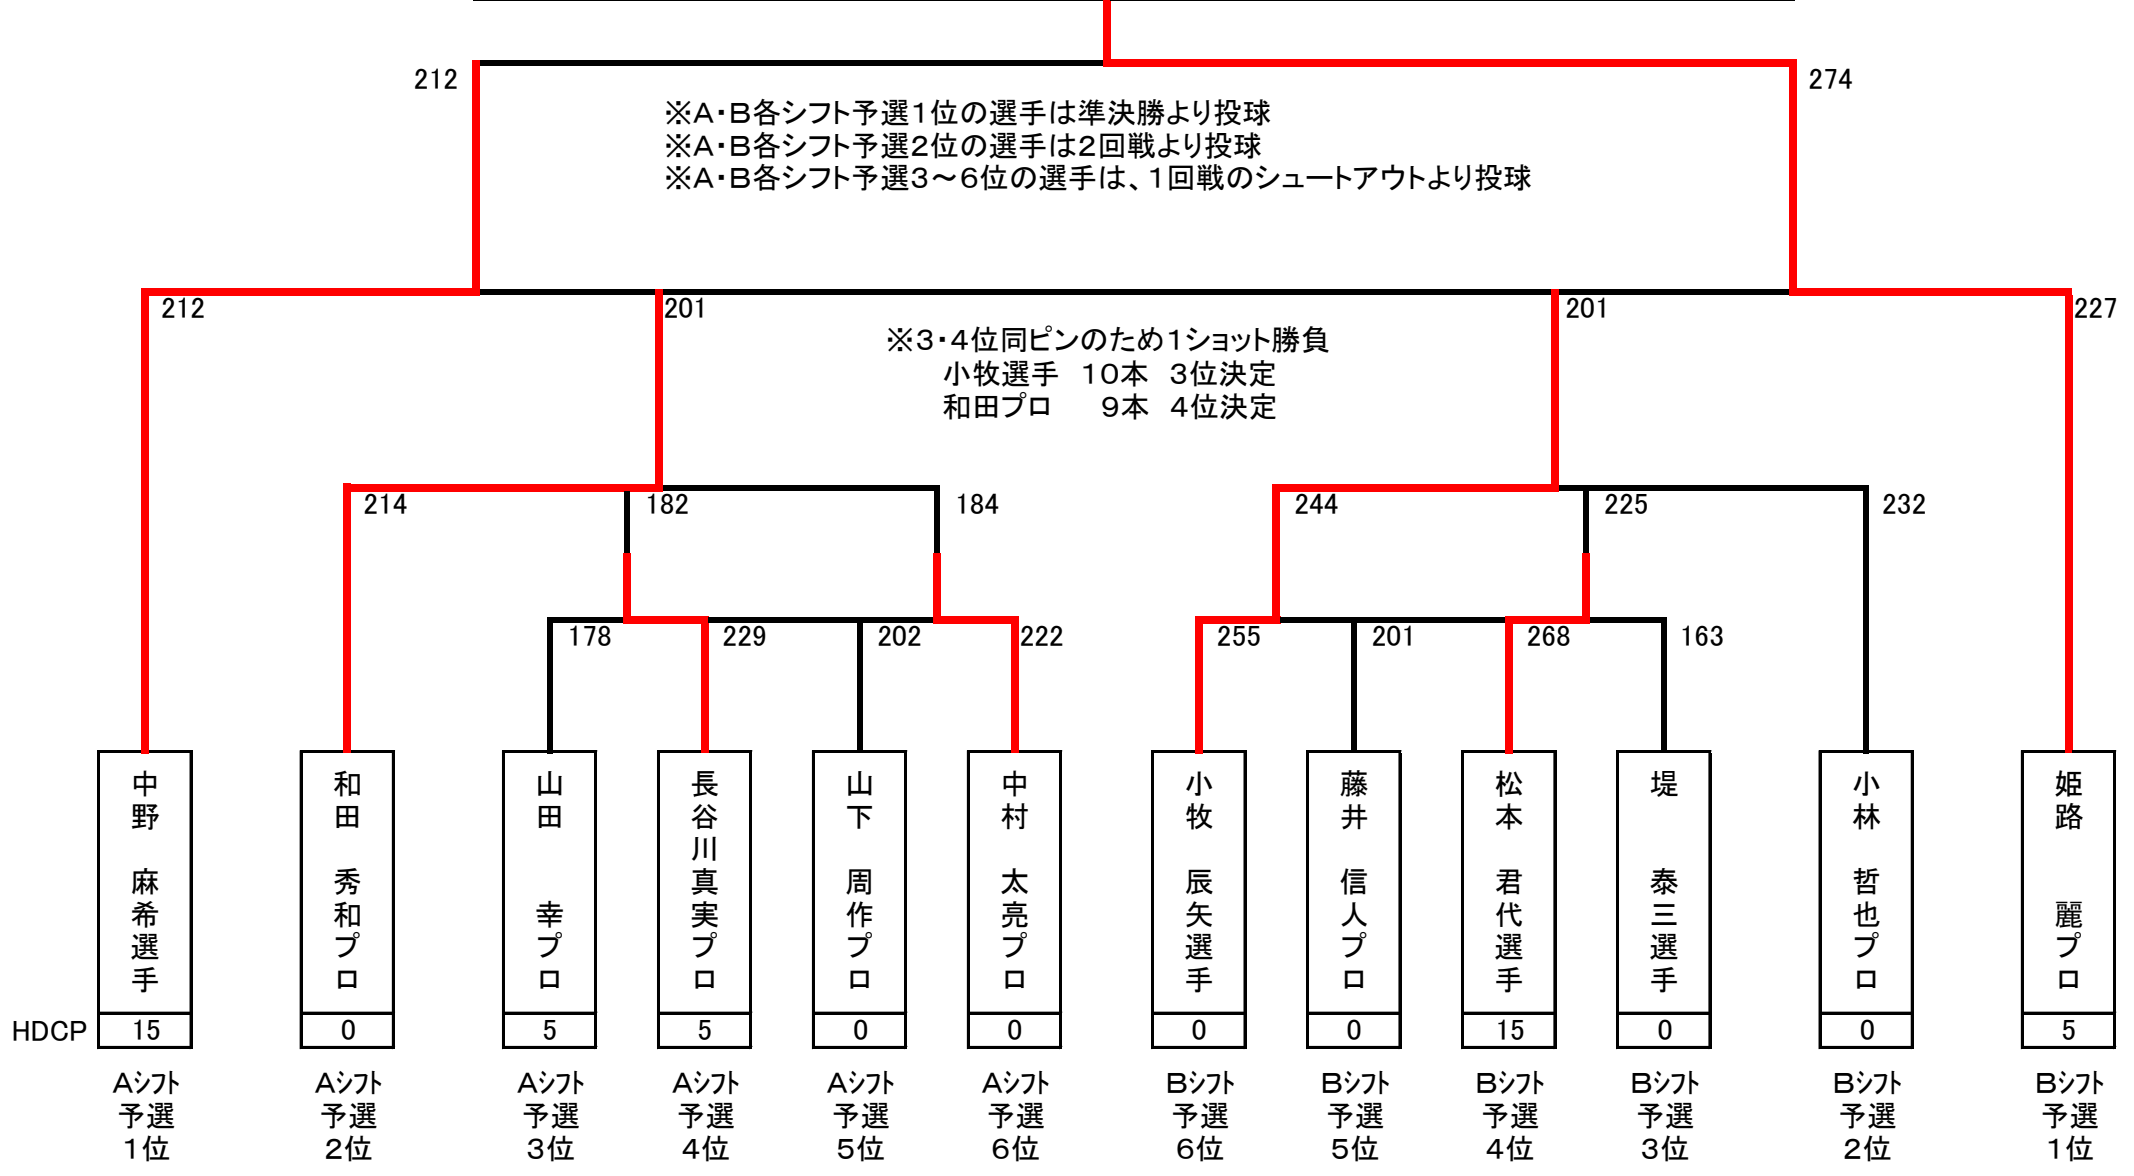 212
274
※A・B各シフト予選1位の選手は準決勝より投球
※A・B各シフト予選2位の選手は2回戦より投球
※A・B各シフト予選3～6位の選手は、1回戦のシュートアウトより投球
212
201
201
227
※3・4位同ピンのため1ショット勝負
小牧選手 10本 3位決定
和田プロ 9本 4位決定
214
182
184
244
225
232
178
229
202
222
255
201
268
163
中野 麻希選手
和田 秀和プロ
山田 幸プロ
長谷川真実プロ
山下 周作プロ
中村 太亮プロ
小牧 辰矢選手
藤井 信人プロ
松本 君代選手
堤 泰三選手
小林 哲也プロ
姫路 麗プロ
HDCP 15 0 5 5 0 0 0 0 15 0 0 5
Aシフト 予選 1位
Aシフト 予選 2位
Aシフト 予選 3位
Aシフト 予選 4位
Aシフト 予選 5位
Aシフト 予選 6位
Bシフト 予選 6位
Bシフト 予選 5位
Bシフト 予選 4位
Bシフト 予選 3位
Bシフト 予選 2位
Bシフト 予選 1位